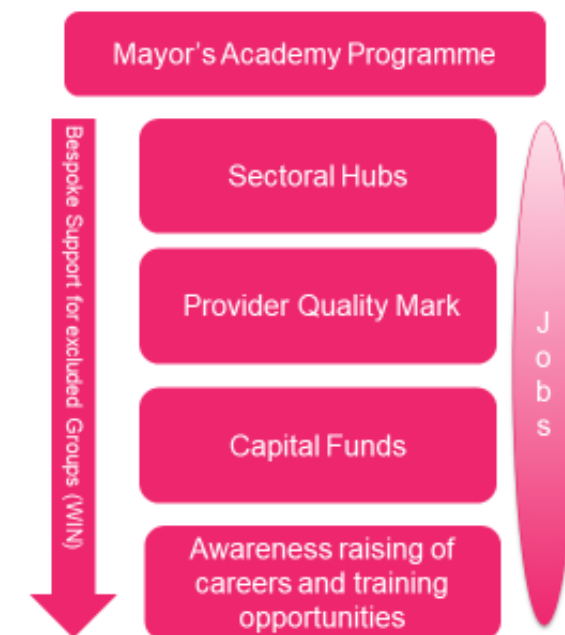 Mayor's Academy Programme
Bespoke Support for excluded Groups (WIN)
Sectoral Hubs
Provider Quality Mark
Capital Funds
Awareness raising of
careers and training
opportunities
Jobs